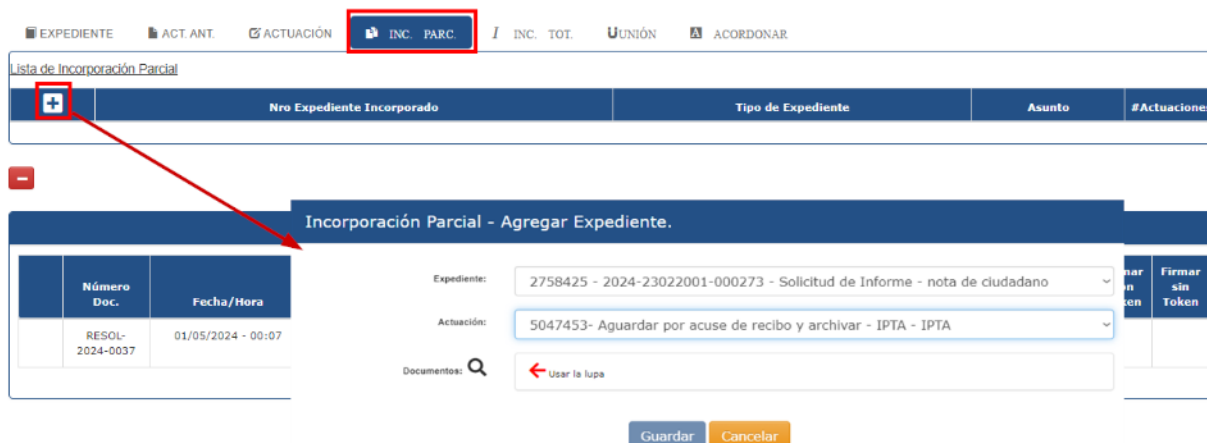 EXPEDIENTE ACT. ANT. ACTUACIÓN INC. PARC. I INC. TOT. UUNIÓN A ACORDONAR
Lista de Incorporación Parcial
Nro Expediente Incorporado Tipo de Expediente Asunto #Actuaciones
Incorporación Parcial - Agregar Expediente.
Número Doc. Fecha/Hora Firmar sin Token
RESOL-2024-0037 01/05/2024 - 00:07
Expediente: 2758425 - 2024-23022001-000273 - Solicitud de Informe - nota de ciudadano
Actuación: 5047453- Aguardar por acuse de recibo y archivar - IPTA - IPTA
Documentos: Usar la lupa
Guardar Cancelar